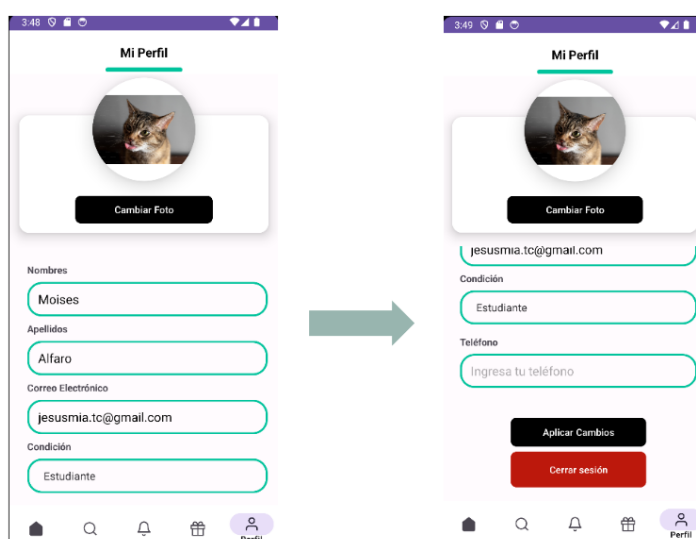 3:48
Mi Perfil
Cambiar Foto
Nombres
Moises
Apellidos
Alfaro
Correo Electrónico
jesusmia.tc@gmail.com
Condición
Estudiante
Perfil
3:49
Mi Perfil
Cambiar Foto
jesusmia.tc@gmail.com
Condición
Estudiante
Teléfono
Ingresa tu teléfono
Aplicar Cambios
Cerrar sesión
Perfil